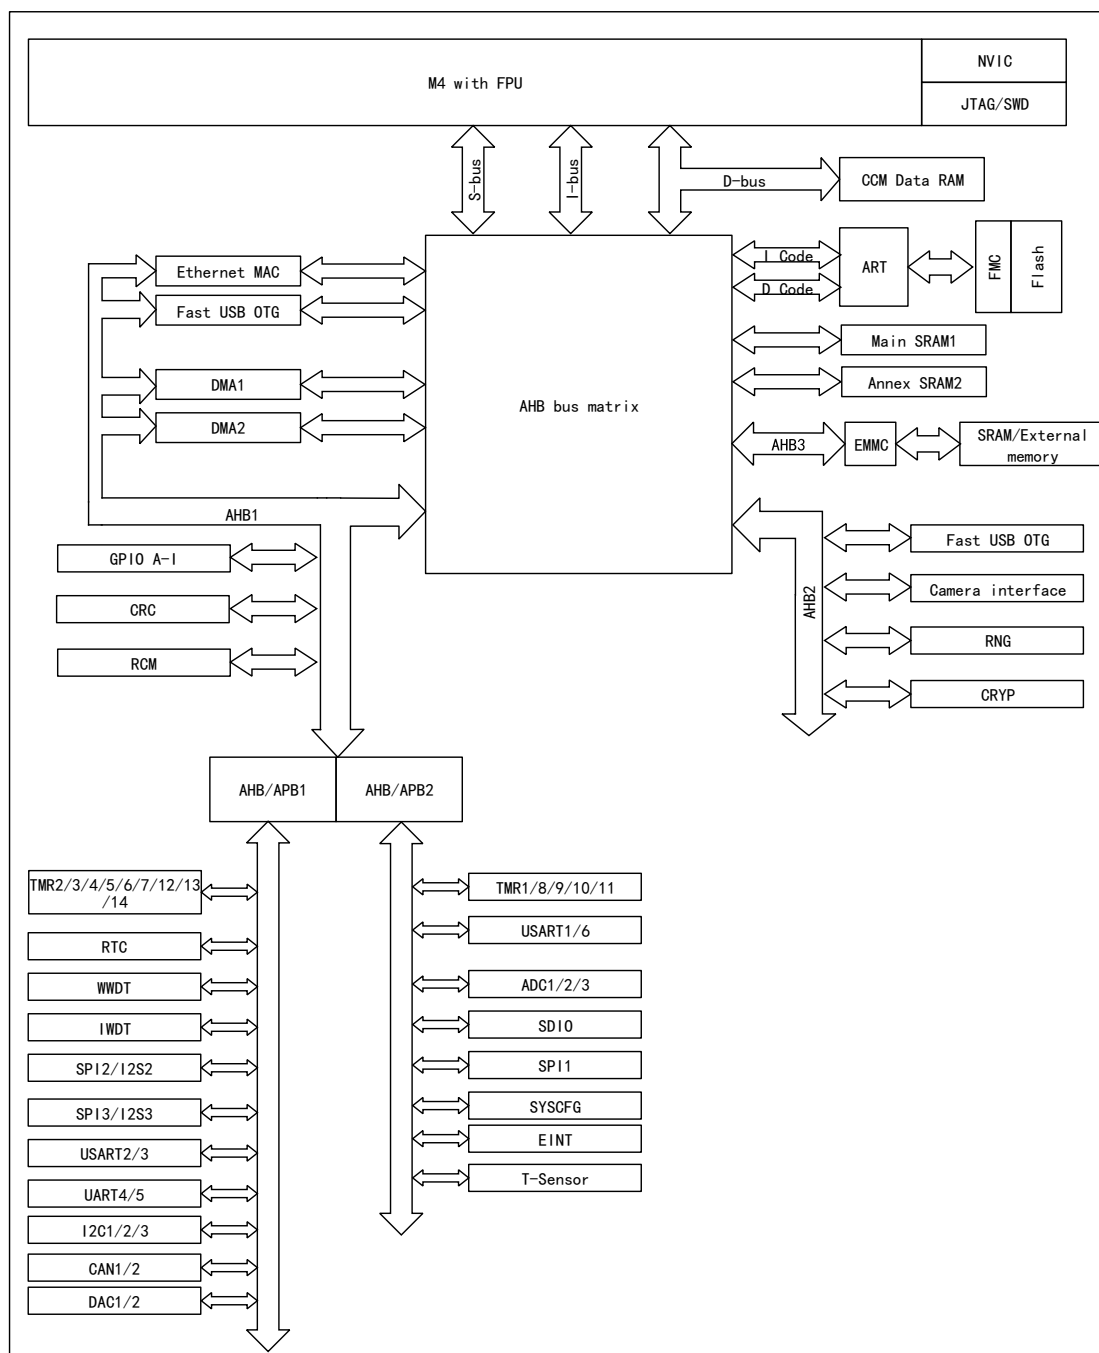 M4 with FPU
NVIC
JTAG/SWD
S-bus
I-bus
D-bus
CCM Data RAM
Ethernet MAC
Fast USB OTG
DMA1
DMA2
AHB bus matrix
I Code
D Code
ART
FMC
Flash
Main SRAM1
Annex SRAM2
AHB3
EMMC
SRAM/External
memory
AHB1
GPIO A-I
CRC
RCM
AHB2
Fast USB OTG
Camera interface
RNG
CRYP
AHB/APB1
AHB/APB2
TMR2/3/4/5/6/7/12/13
/14
RTC
WWDT
IWDT
SPI2/I2S2
SPI3/I2S3
USART2/3
UART4/5
I2C1/2/3
CAN1/2
DAC1/2
TMR1/8/9/10/11
USART1/6
ADC1/2/3
SDIO
SPI1
SYSCFG
EINT
T-Sensor